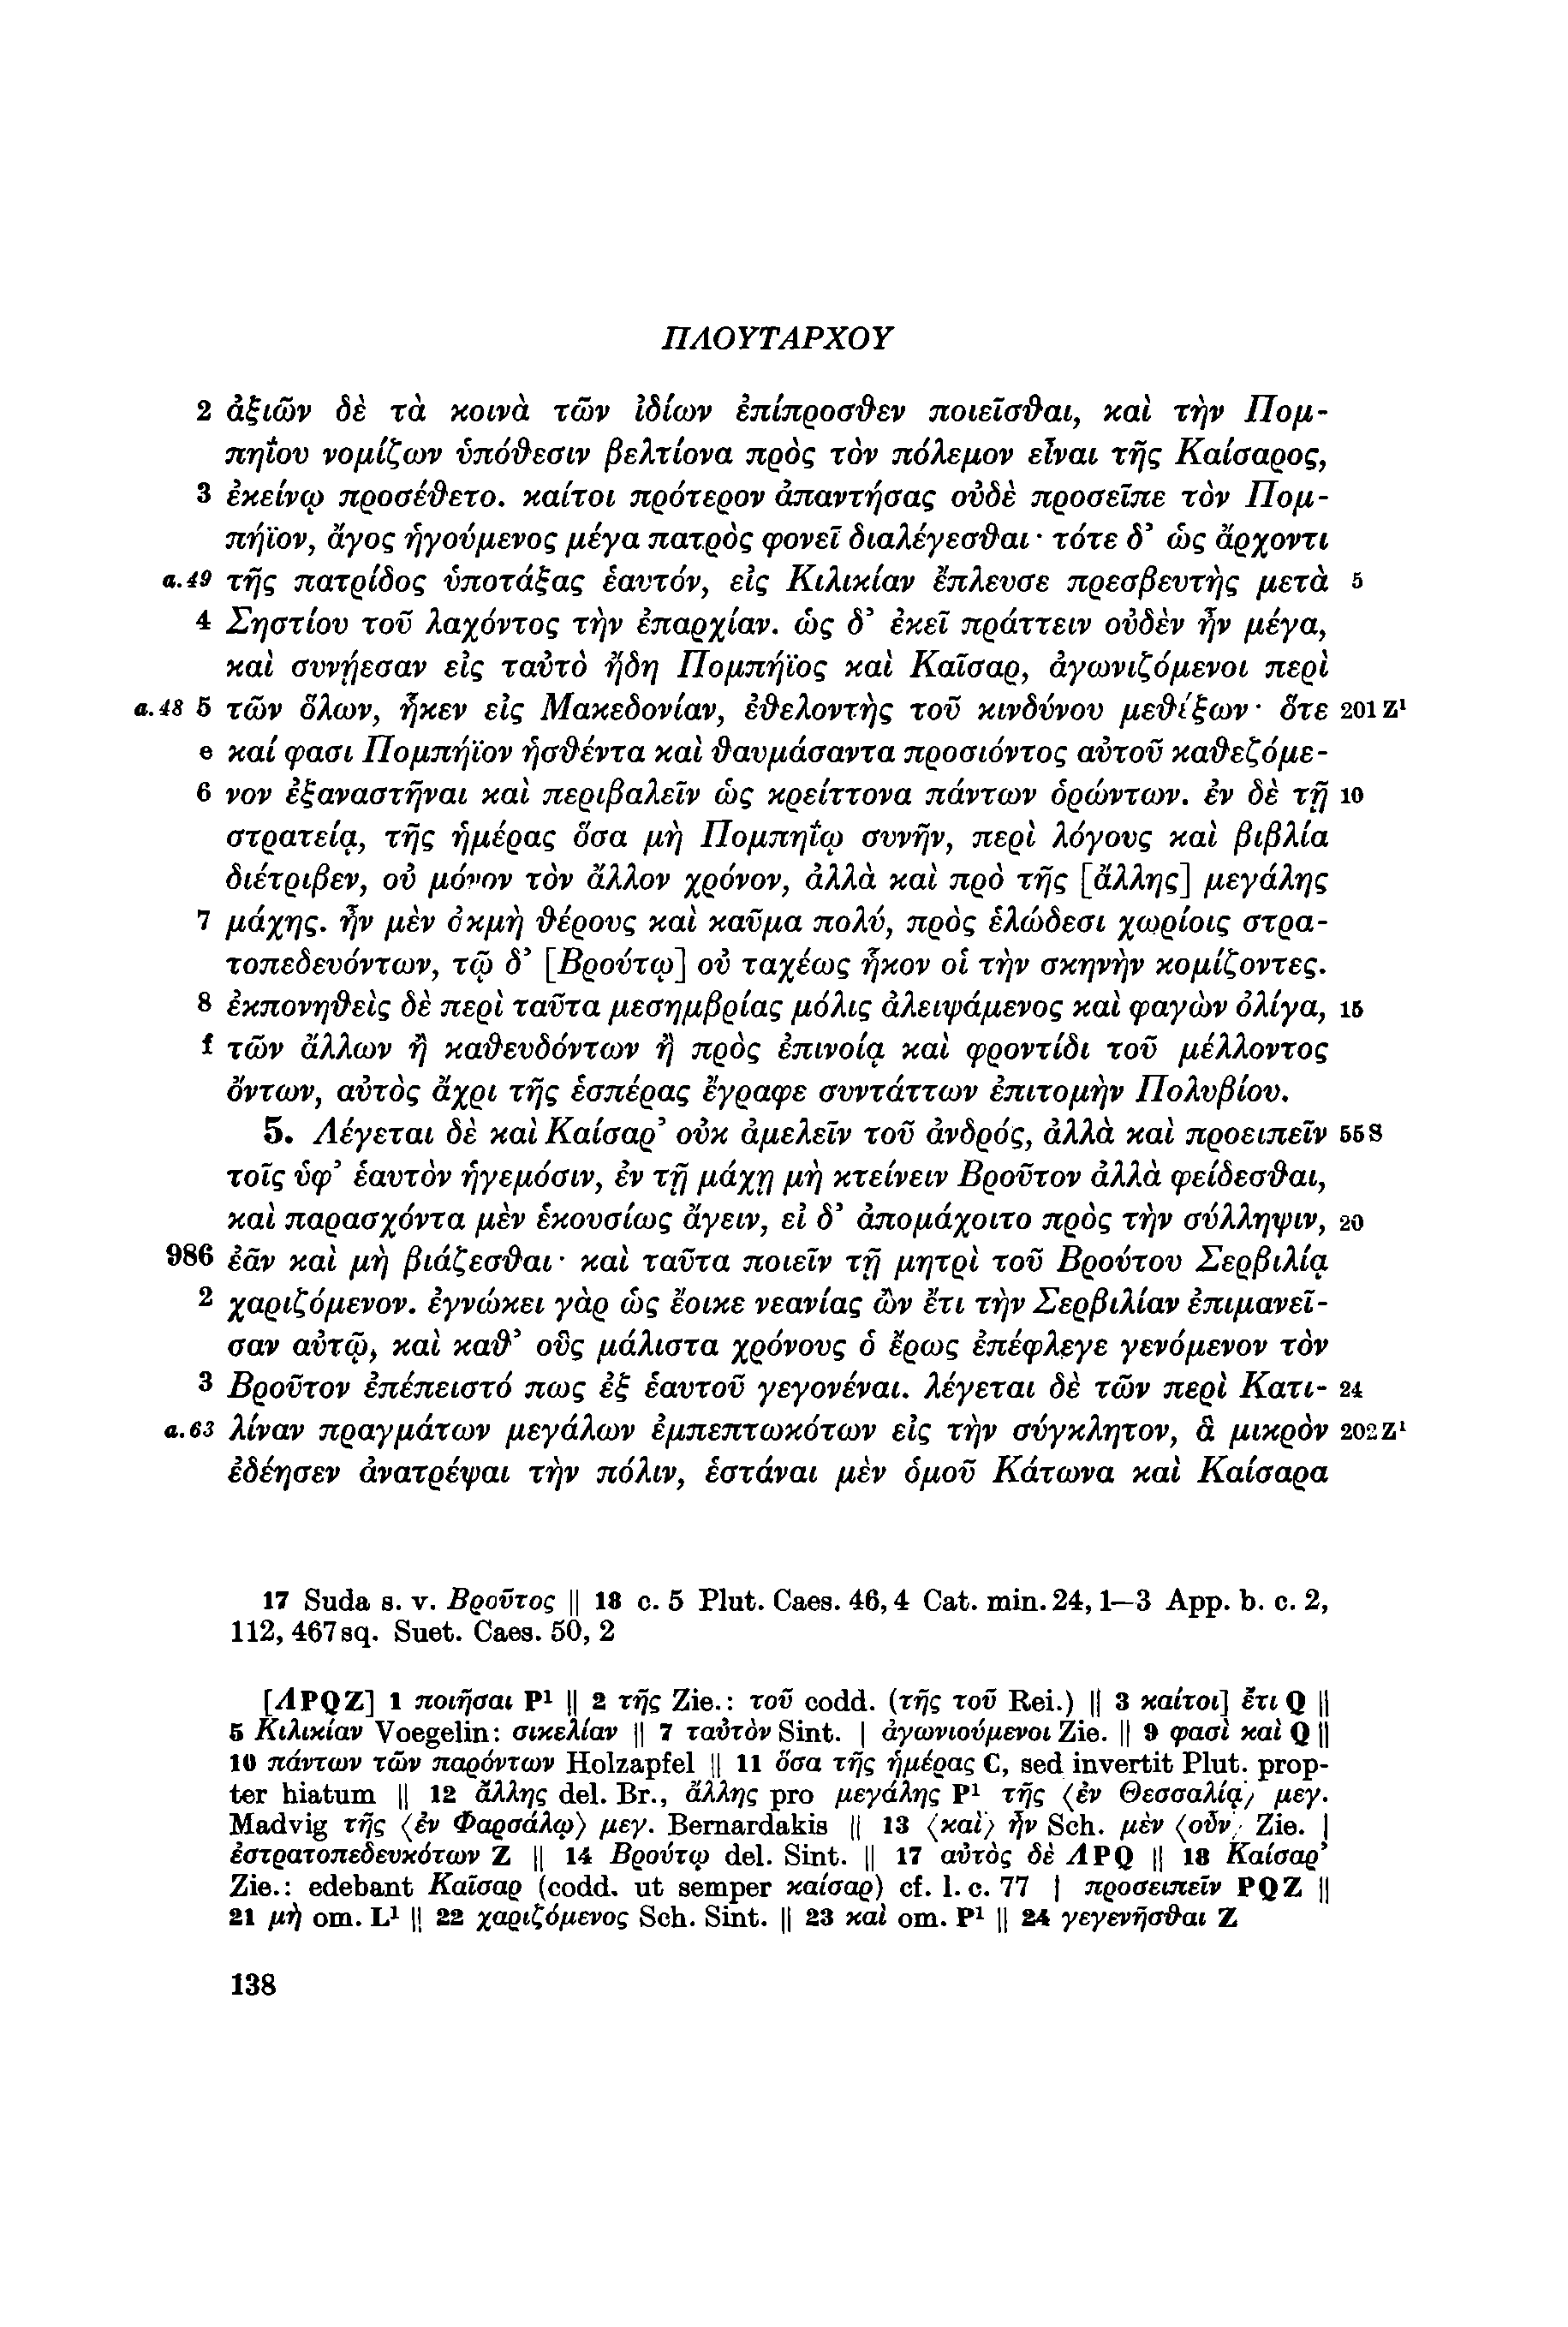 ΠΛΟΥΤΑΡΧΟΥ
2 ἀξιῶν δὲ τὰ κοινὰ τῶν ἰδίων ἐπίπροσθεν ποιεῖσθαι, καὶ τὴν Πομ-
πηΐου νομίζων ὑπόθεσιν βελτίονα πρὸς τὸν πόλεμον εἶναι τῆς Καίσαρος,
3 ἐκείνῳ προσέθετο. καίτοι πρότερον ἀπαντήσας οὐδὲ προσεῖπε τὸν Πομ-
πήϊον, ἄγος ἡγούμενος μέγα πατρὸς φονεῖ διαλέγεσθαι· τότε δ’ ὡς ἄρχοντι
a.49 τῆς πατρίδος ὑποτάξας ἑαυτόν, εἰς Κιλικίαν ἔπλευσε πρεσβευτὴς μετὰ 5
4 Σηστίου τοῦ λαχόντος τὴν ἐπαρχίαν. ὡς δ’ ἐκεῖ πράττειν οὐδὲν ἦν μέγα,
καὶ συνῄεσαν εἰς ταὐτὸ ἤδη Πομπήϊος καὶ Καῖσαρ, ἀγωνιζόμενοι περὶ
a.48 5 τῶν ὅλων, ἧκεν εἰς Μακεδονίαν, ἐθελοντὴς τοῦ κινδύνου μεθέξων· ὅτε 201 Z¹
e καί φασι Πομπήϊον ἡσθέντα καὶ θαυμάσαντα προσιόντος αὐτοῦ καθεζόμε-
6 νον ἐξαναστῆναι καὶ περιβαλεῖν ὡς κρείττονα πάντων ὁρώντων. ἐν δὲ τῇ 10
στρατείᾳ, τῆς ἡμέρας ὅσα μὴ Πομπηΐῳ συνῆν, περὶ λόγους καὶ βιβλία
διέτριβεν, οὐ μόνον τὸν ἄλλον χρόνον, ἀλλὰ καὶ πρὸ τῆς [ἄλλης] μεγάλης
7 μάχης. ἦν μὲν ἀκμὴ θέρους καὶ καῦμα πολύ, πρὸς ἑλώδεσι χωρίοις στρα-
τοπεδευόντων, τῷ δ’ [Βρούτῳ] οὐ ταχέως ἧκον οἱ τὴν σκηνὴν κομίζοντες.
8 ἐκπονηθεὶς δὲ περὶ ταῦτα μεσημβρίας μόλις ἀλειψάμενος καὶ φαγὼν ὀλίγα, 15
f τῶν ἄλλων ἢ καθευδόντων ἢ πρὸς ἐπινοίᾳ καὶ φροντίδι τοῦ μέλλοντος
ὄντων, αὐτὸς ἄχρι τῆς ἑσπέρας ἔγραφε συντάττων ἐπιτομὴν Πολυβίου.
5. Λέγεται δὲ καὶ Καίσαρ’ οὐκ ἀμελεῖν τοῦ ἀνδρός, ἀλλὰ καὶ προειπεῖν 55 S
τοῖς ὑφ’ ἑαυτὸν ἡγεμόσιν, ἐν τῇ μάχῃ μὴ κτείνειν Βροῦτον ἀλλὰ φείδεσθαι,
καὶ παρασχόντα μὲν ἑκουσίως ἄγειν, εἰ δ’ ἀπομάχοιτο πρὸς τὴν σύλληψιν, 20
986 ἐᾶν καὶ μὴ βιάζεσθαι· καὶ ταῦτα ποιεῖν τῇ μητρὶ τοῦ Βρούτου Σερβιλίᾳ
2 χαριζόμενον. ἐγνώκει γὰρ ὡς ἔοικε νεανίας ὢν ἔτι τὴν Σερβιλίαν ἐπιμανεῖ-
σαν αὐτῷ, καὶ καθ’ οὓς μάλιστα χρόνους ὁ ἔρως ἐπέφλεγε γενόμενον τὸν
3 Βροῦτον ἐπέπειστό πως ἐξ ἑαυτοῦ γεγονέναι. λέγεται δὲ τῶν περὶ Κατι- 24
a.63 λίναν πραγμάτων μεγάλων ἐμπεπτωκότων εἰς τὴν σύγκλητον, ἃ μικρὸν 202 Z¹
ἐδέησεν ἀνατρέψαι τὴν πόλιν, ἑστάναι μὲν ὁμοῦ Κάτωνα καὶ Καίσαρα
17 Suda s. v. Βροῦτος || 18 c. 5 Plut. Caes. 46, 4 Cat. min. 24, 1—3 App. b. c. 2,
112, 467 sq. Suet. Caes. 50, 2
[ΛPQZ] 1 ποιῆσαι P¹ || 2 τῆς Zie.: τοῦ codd. (τῆς τοῦ Rei.) || 3 καίτοι] ἔτι Q ||
5 Κιλικίαν Voegelin: σικελίαν || 7 ταὐτὸν Sint. | ἀγωνιούμενοι Zie. || 9 φασὶ καὶ Q ||
10 πάντων τῶν παρόντων Holzapfel || 11 ὅσα τῆς ἡμέρας C, sed invertit Plut. prop-
ter hiatum || 12 ἄλλης del. Br., ἄλλης pro μεγάλης P¹ τῆς ⟨ἐν Θεσσαλίᾳ⟩ μεγ.
Madvig τῆς ⟨ἐν Φαρσάλῳ⟩ μεγ. Bernardakis || 13 ⟨καὶ⟩ ἦν Sch. μὲν ⟨οὖν⟩ Zie. |
ἐστρατοπεδευκότων Z || 14 Βρούτῳ del. Sint. || 17 αὐτὸς δὲ ΛPQ || 18 Καίσαρ’
Zie.: edebant Καῖσαρ (codd. ut semper καίσαρ) cf. l. c. 77 | προσειπεῖν PQZ ||
21 μὴ om. L¹ || 22 χαριζόμενος Sch. Sint. || 23 καὶ om. P¹ || 24 γεγενῆσθαι Z
138